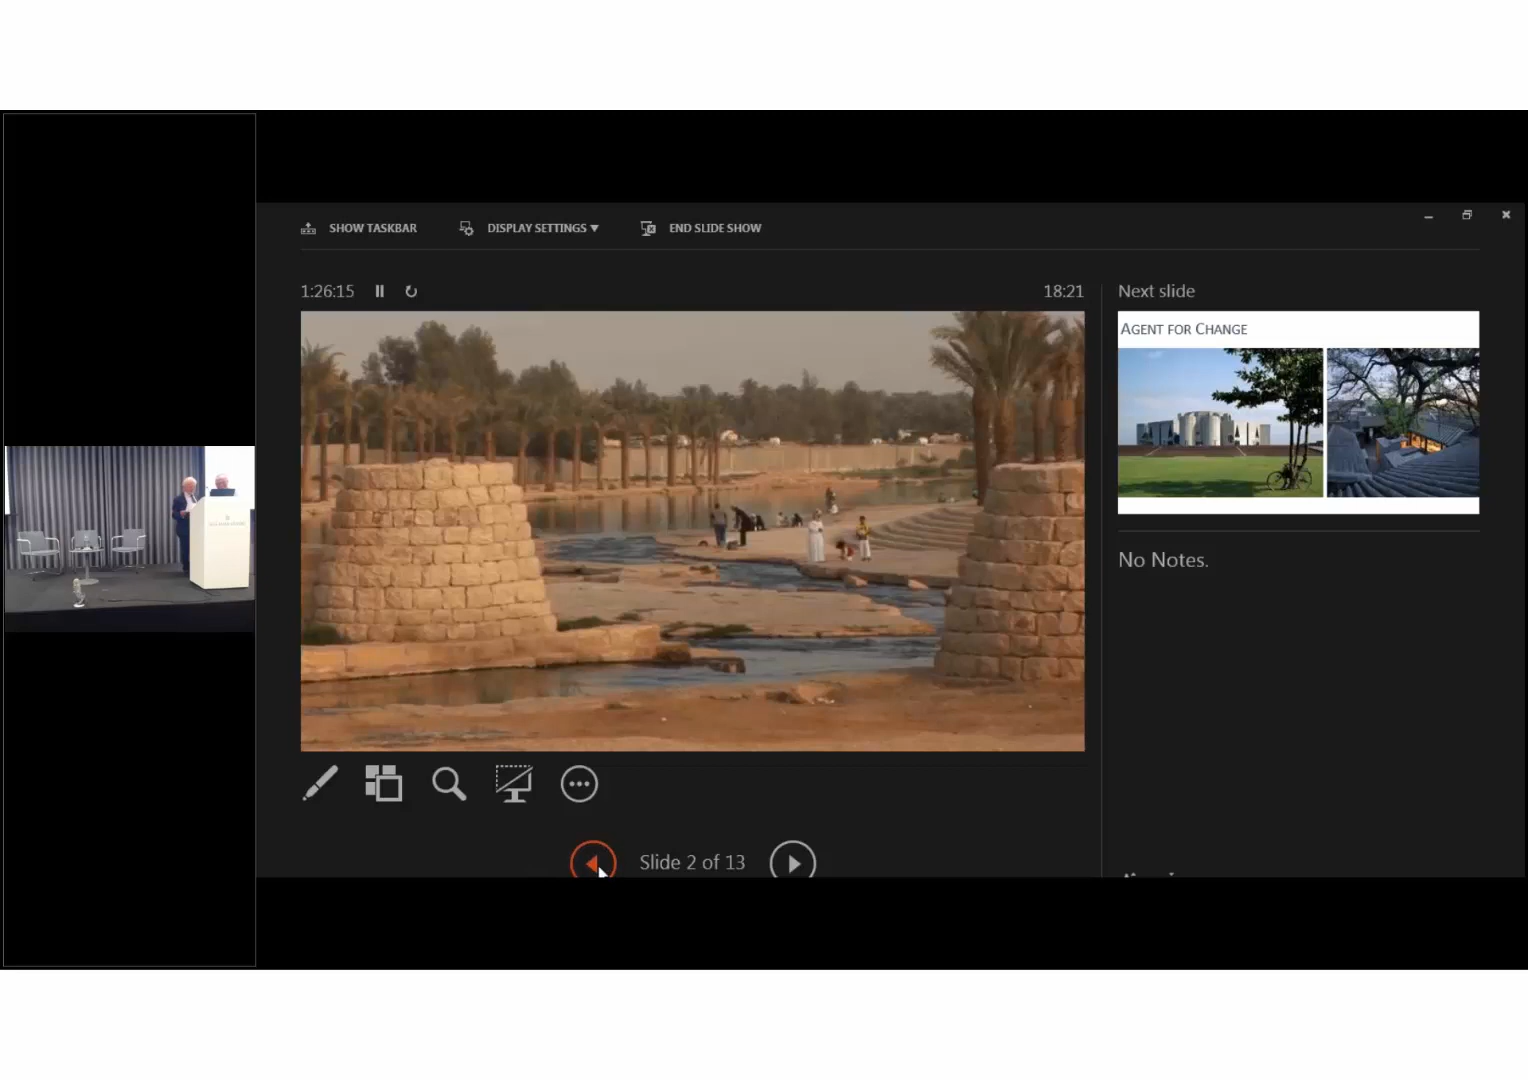 SHOW TASKBAR
DISPLAY SETTINGS ▼
END SLIDE SHOW
1:26:15
18:21
Next slide
AGENT FOR CHANGE
No Notes.
Slide 2 of 13